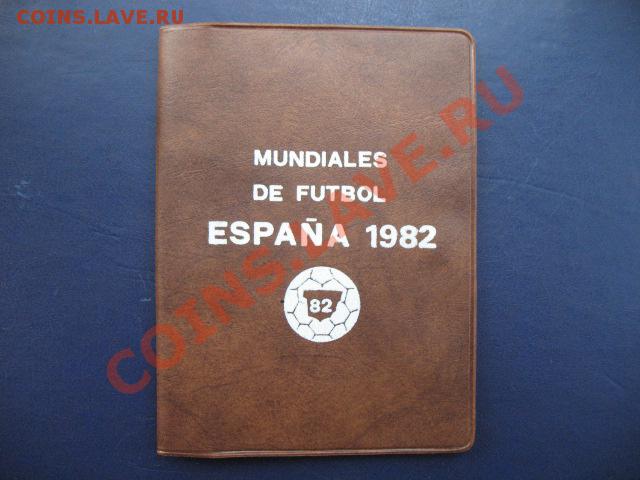 COINS.LAVE.RU
COINS.LAVE.RU
MUNDIALES
DE FUTBOL
ESPAÑA 1982
82